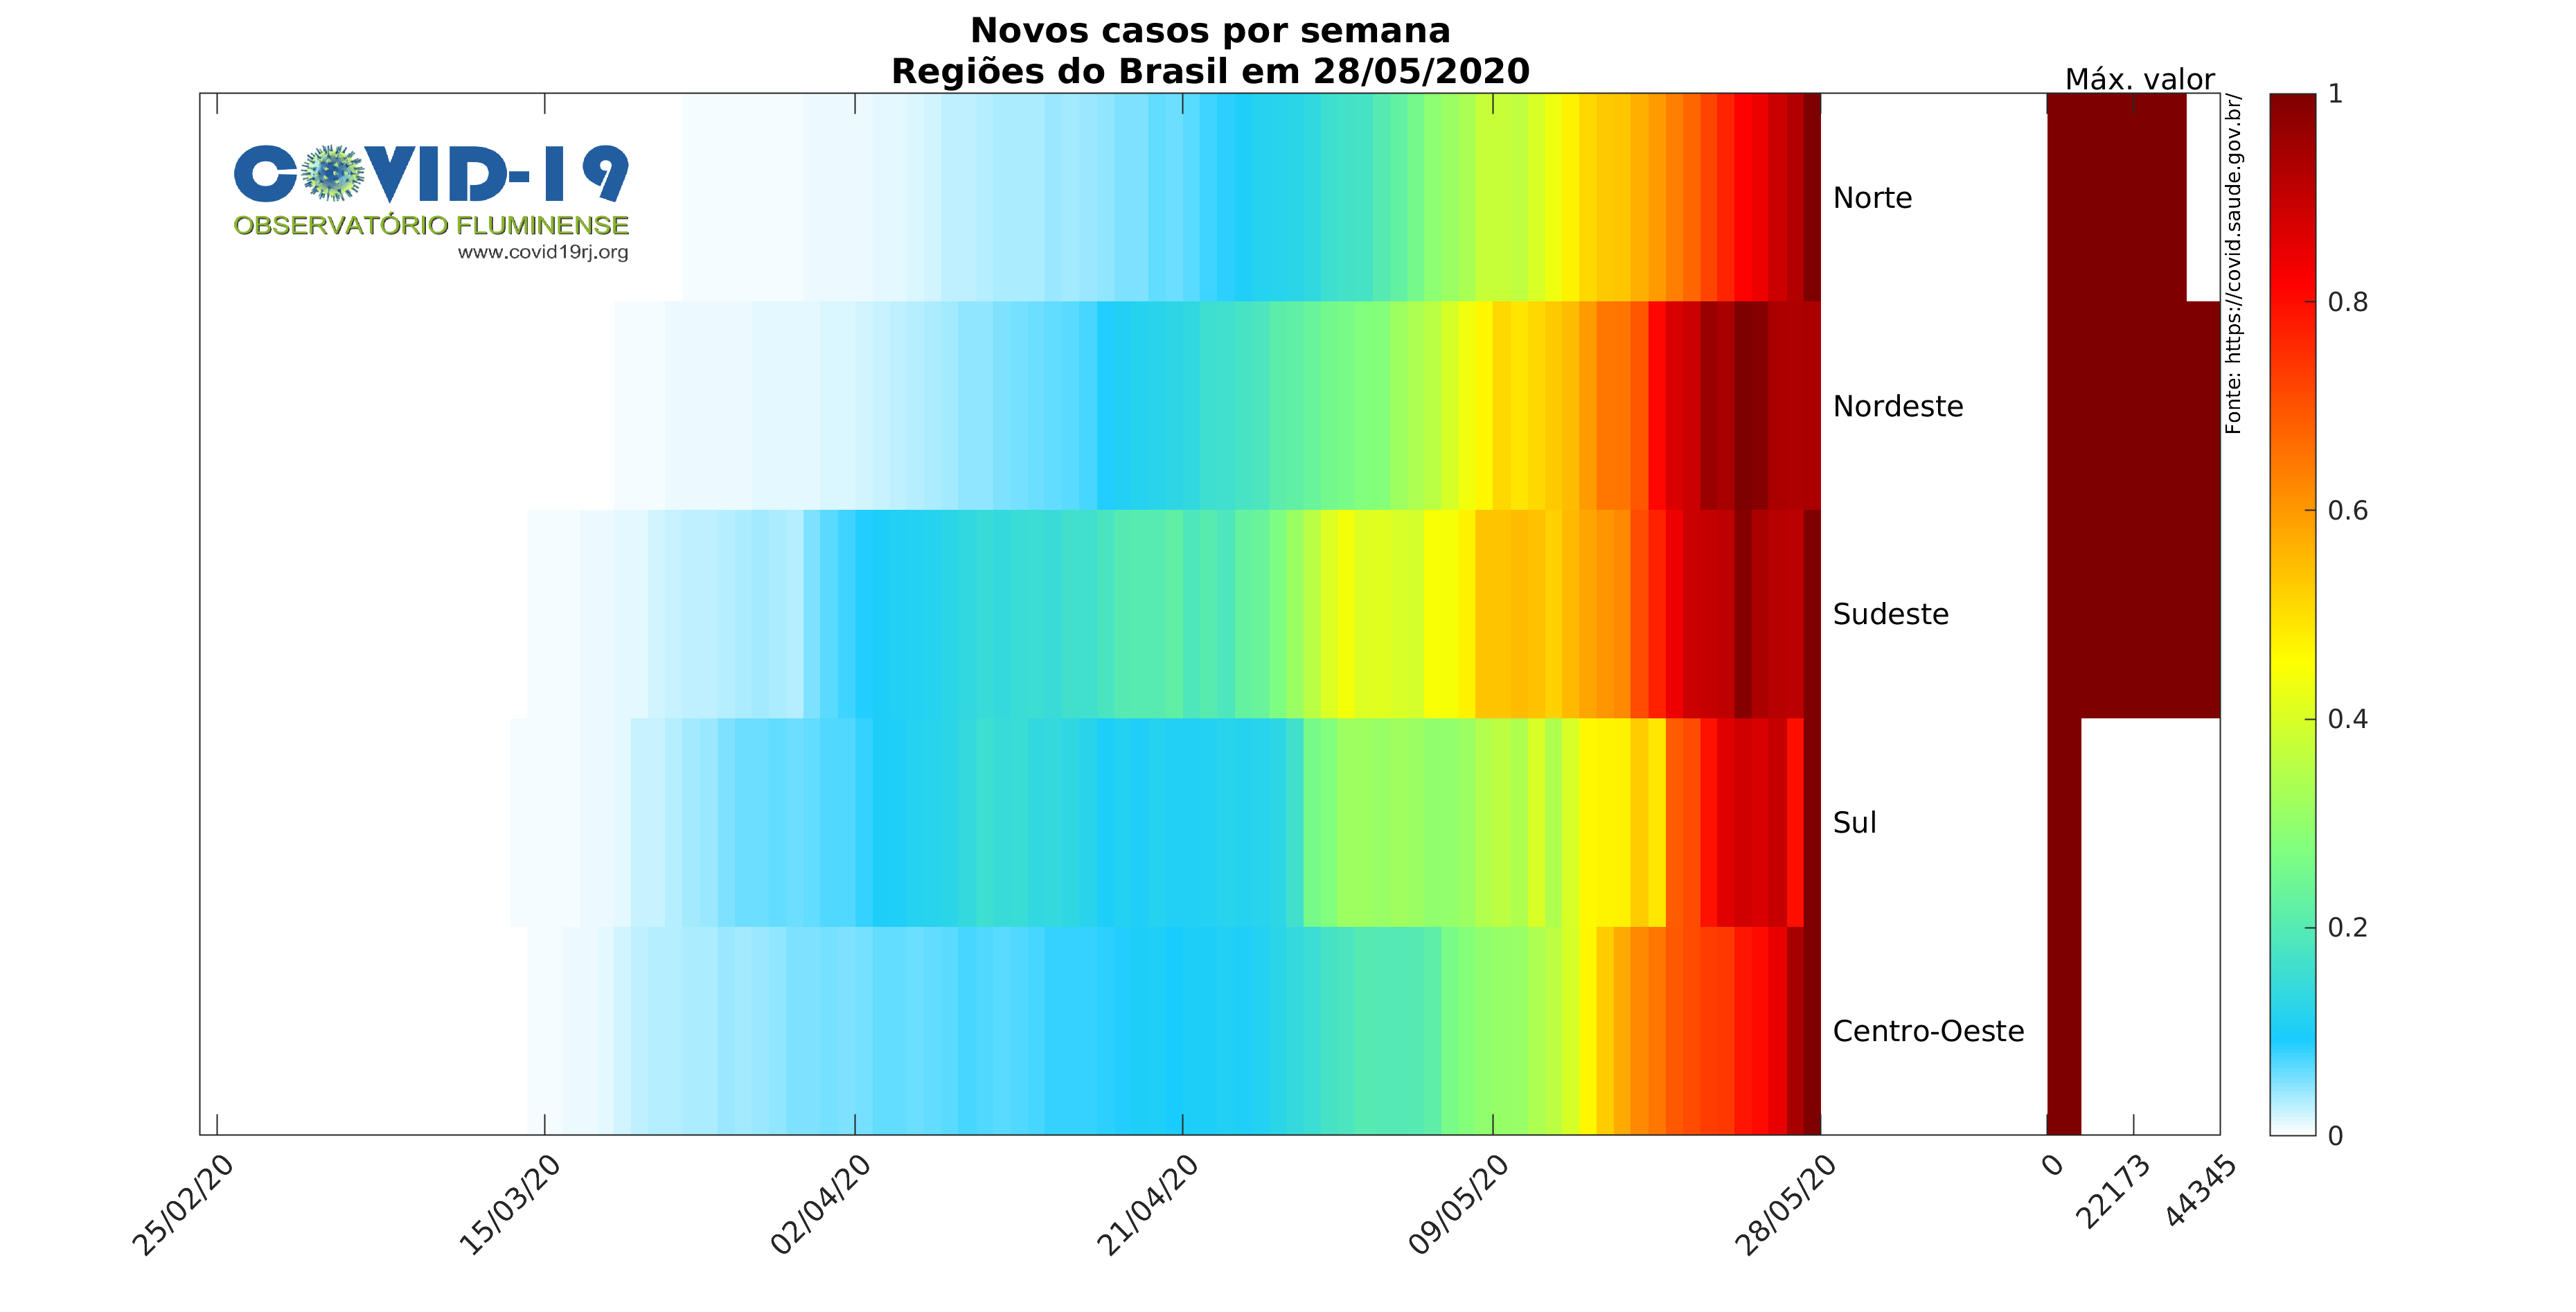 Novos casos por semana
Regiões do Brasil em 28/05/2020
Máx. valor
COVID-19
OBSERVATÓRIO FLUMINENSE
www.covid19rj.org
Norte
Nordeste
Sudeste
Sul
Centro-Oeste
Fonte: https://covid.saude.gov.br/
1
0.8
0.6
0.4
0.2
0
25/02/20
15/03/20
02/04/20
21/04/20
09/05/20
28/05/20
0
22173
44345